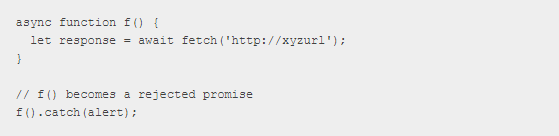 async function f() {
  let response = await fetch('http://xyzurl');
}

// f() becomes a rejected promise
f().catch(alert);